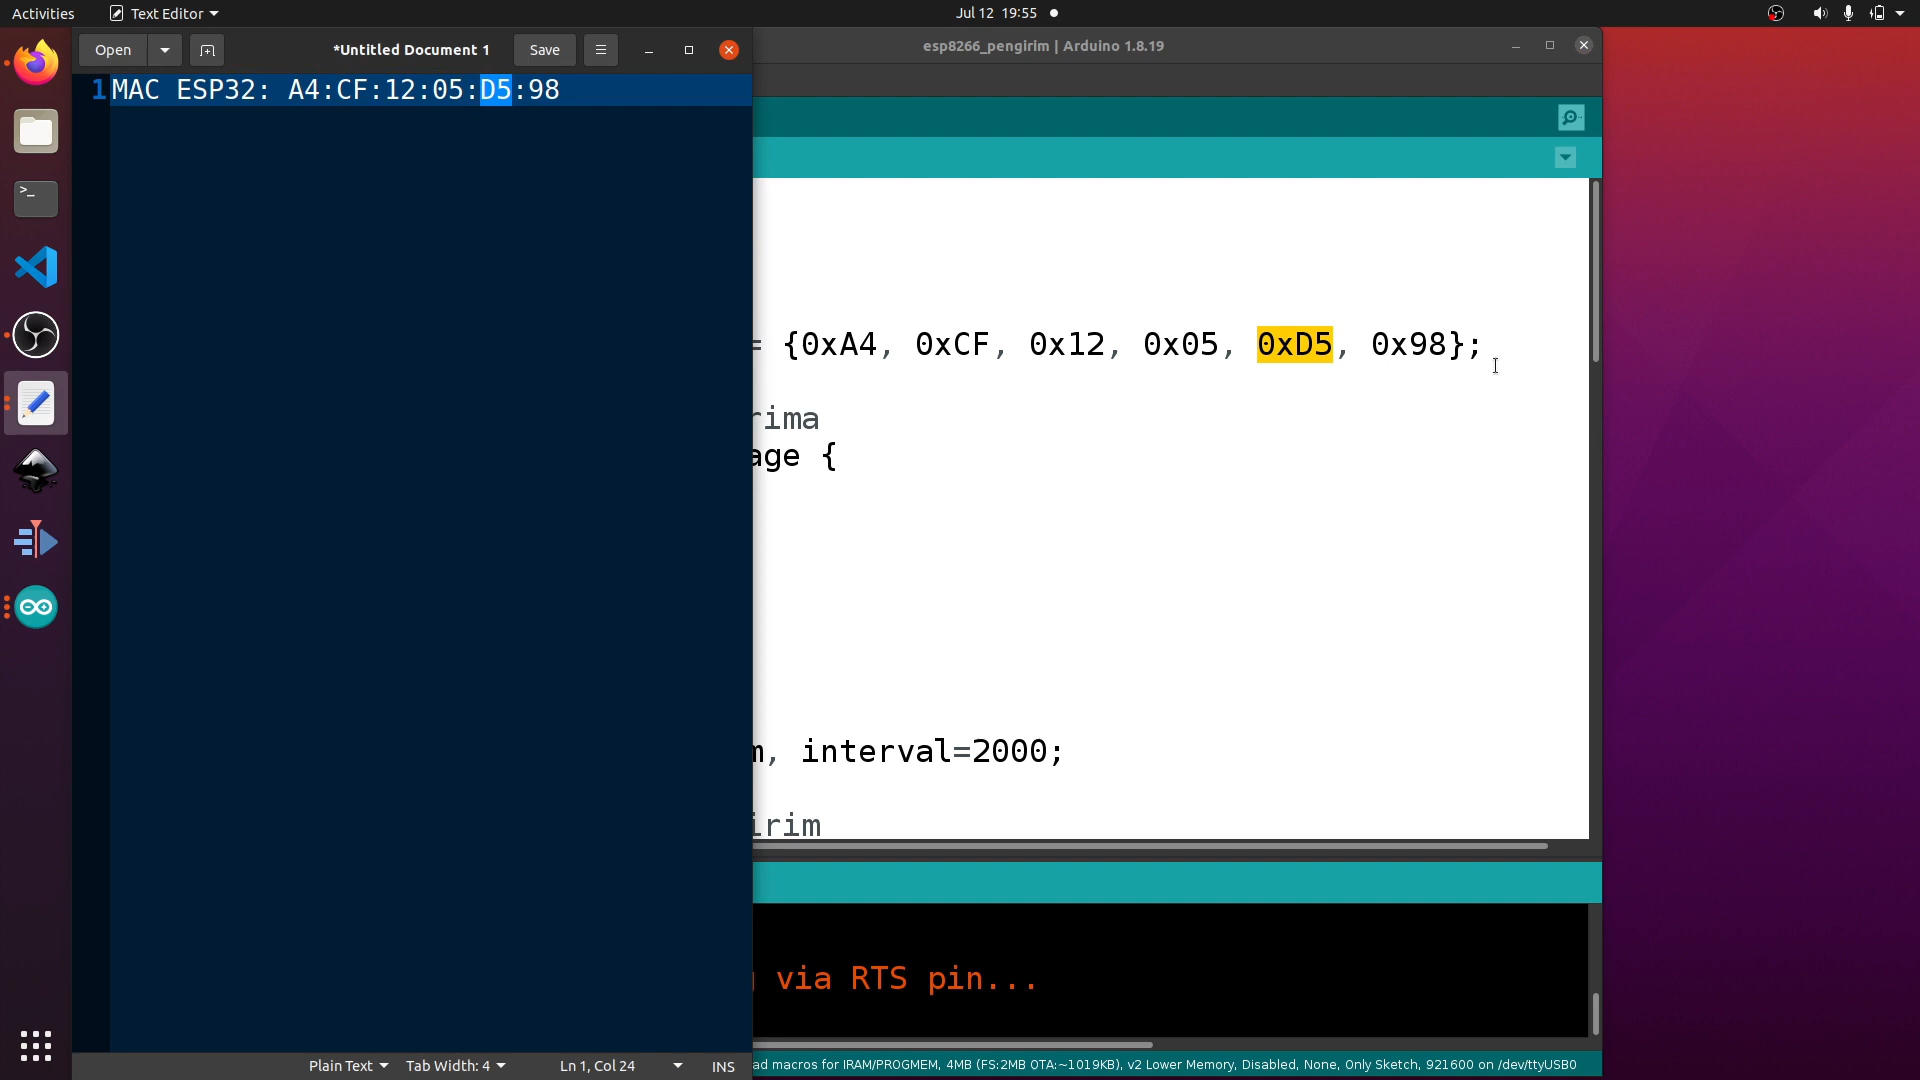 Activities
Text Editor
Jul 12 19:55
Open
*Untitled Document 1
Save
esp8266_pengirim | Arduino 1.8.19
1
MAC ESP32: A4:CF:12:05:D5:98
= {0xA4, 0xCF, 0x12, 0x05, 0xD5, 0x98};
rima
age {
m, interval=2000;
irim
via RTS pin...
Plain Text
Tab Width: 4
Ln 1, Col 24
INS
ad macros for IRAM/PROGMEM, 4MB (FS:2MB OTA:~1019KB), v2 Lower Memory, Disabled, None, Only Sketch, 921600 on /dev/ttyUSB0